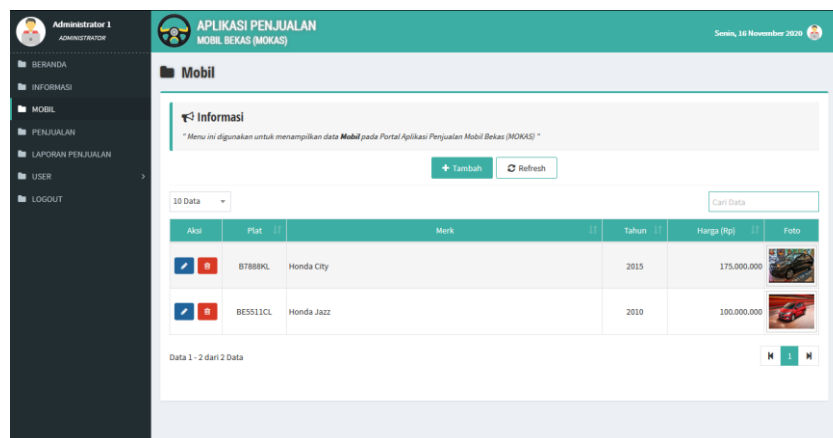 Administrator 1
ADMINISTRATOR
APLIKASI PENJUALAN
MOBIL BEKAS (MOKAS)
Senin, 16 November 2020
BERANDA
INFORMASI
MOBIL
PENJUALAN
LAPORAN PENJUALAN
USER
LOGOUT
Mobil
Informasi
" Menu ini digunakan untuk menampilkan data Mobil pada Portal Aplikasi Penjualan Mobil Bekas (MOKAS) "
+ Tambah Refresh
10 Data Cari Data
Aksi Plat Merk Tahun Harga (Rp) Foto
B7888KL Honda City 2015 175.000.000
BE5511CL Honda Jazz 2010 100.000.000
Data 1 - 2 dari 2 Data
1